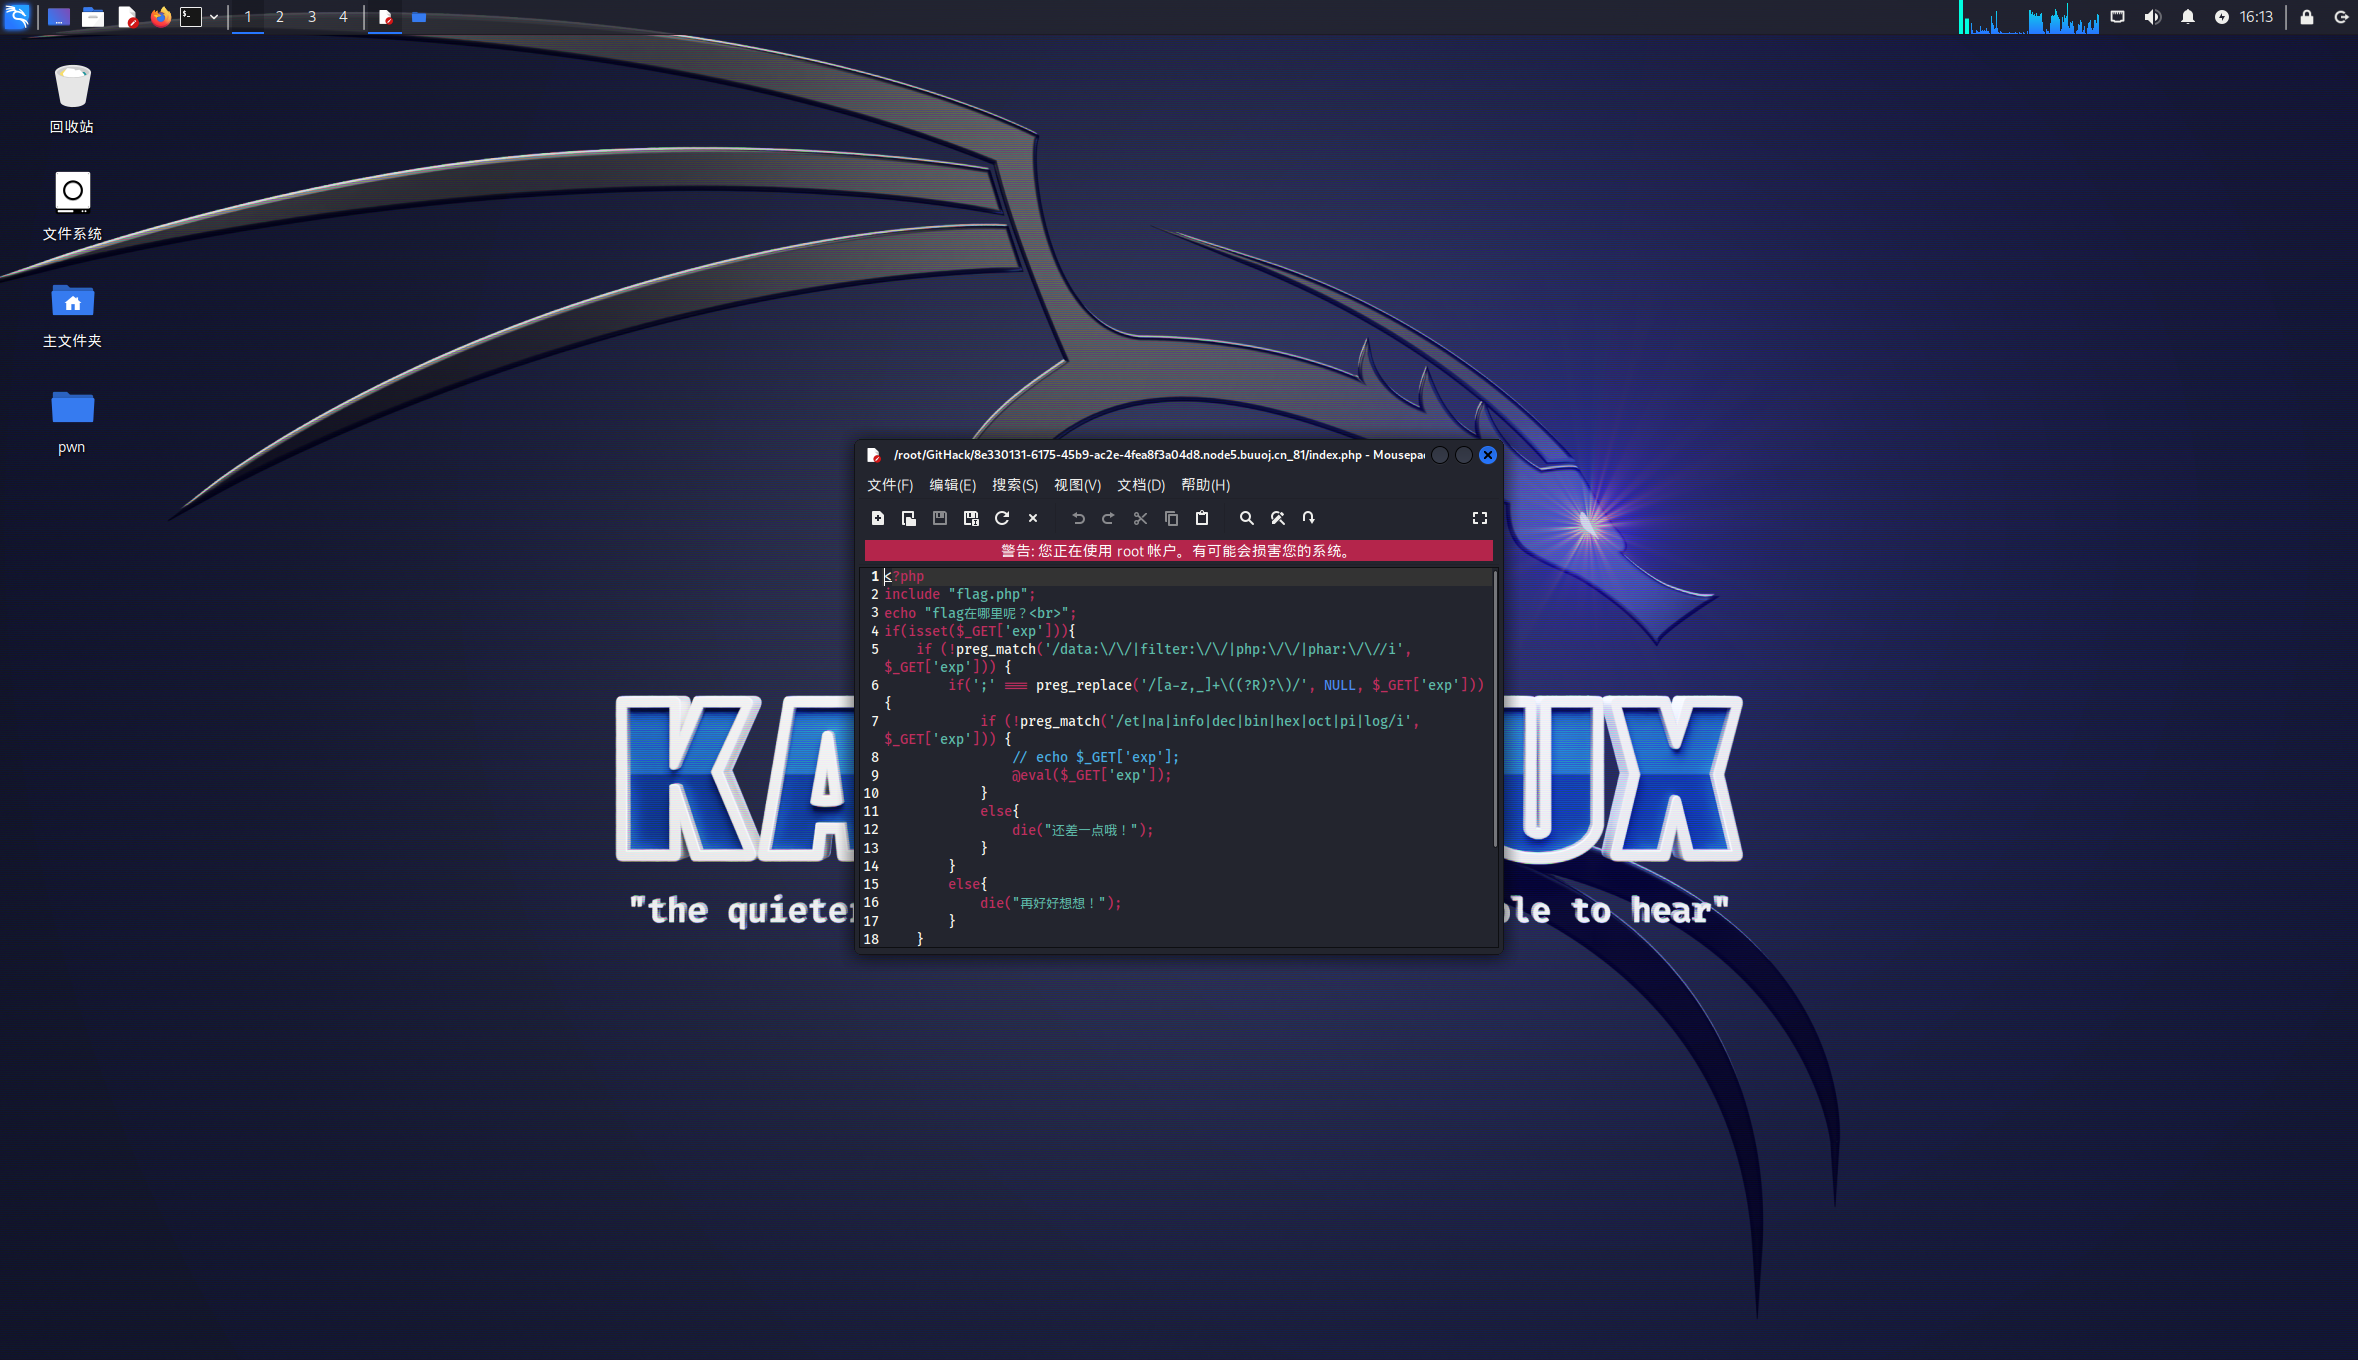 1 2 3 4 16:13
回收站
文件系统
主文件夹
pwn
/root/GitHack/8e330131-6175-45b9-ac2e-4fea8f3a04d8.node5.buuoj.cn_81/index.php - Mousepa
文件(F) 编辑(E) 搜索(S) 视图(V) 文档(D) 帮助(H)
警告: 您正在使用 root 帐户。有可能会损害您的系统。
1 <?php
2 include "flag.php";
3 echo "flag在哪里呢？<br>";
4 if(isset($_GET['exp'])){
5     if (!preg_match('/data:\/\/|filter:\/\/|php:\/\/|phar:\/\//i',
$_GET['exp'])) {
6         if(';' === preg_replace('/[a-z,_]+\((?R)?\)/', NULL, $_GET['exp']))
{
7             if (!preg_match('/et|na|info|dec|bin|hex|oct|pi|log/i',
$_GET['exp'])) {
8                 // echo $_GET['exp'];
9                 @eval($_GET['exp']);
10             }
11             else{
12                 die("还差一点哦！");
13             }
14         }
15         else{
16             die("再好好想想！");
17         }
18     }
KA UX
"the quiete ble to hear"